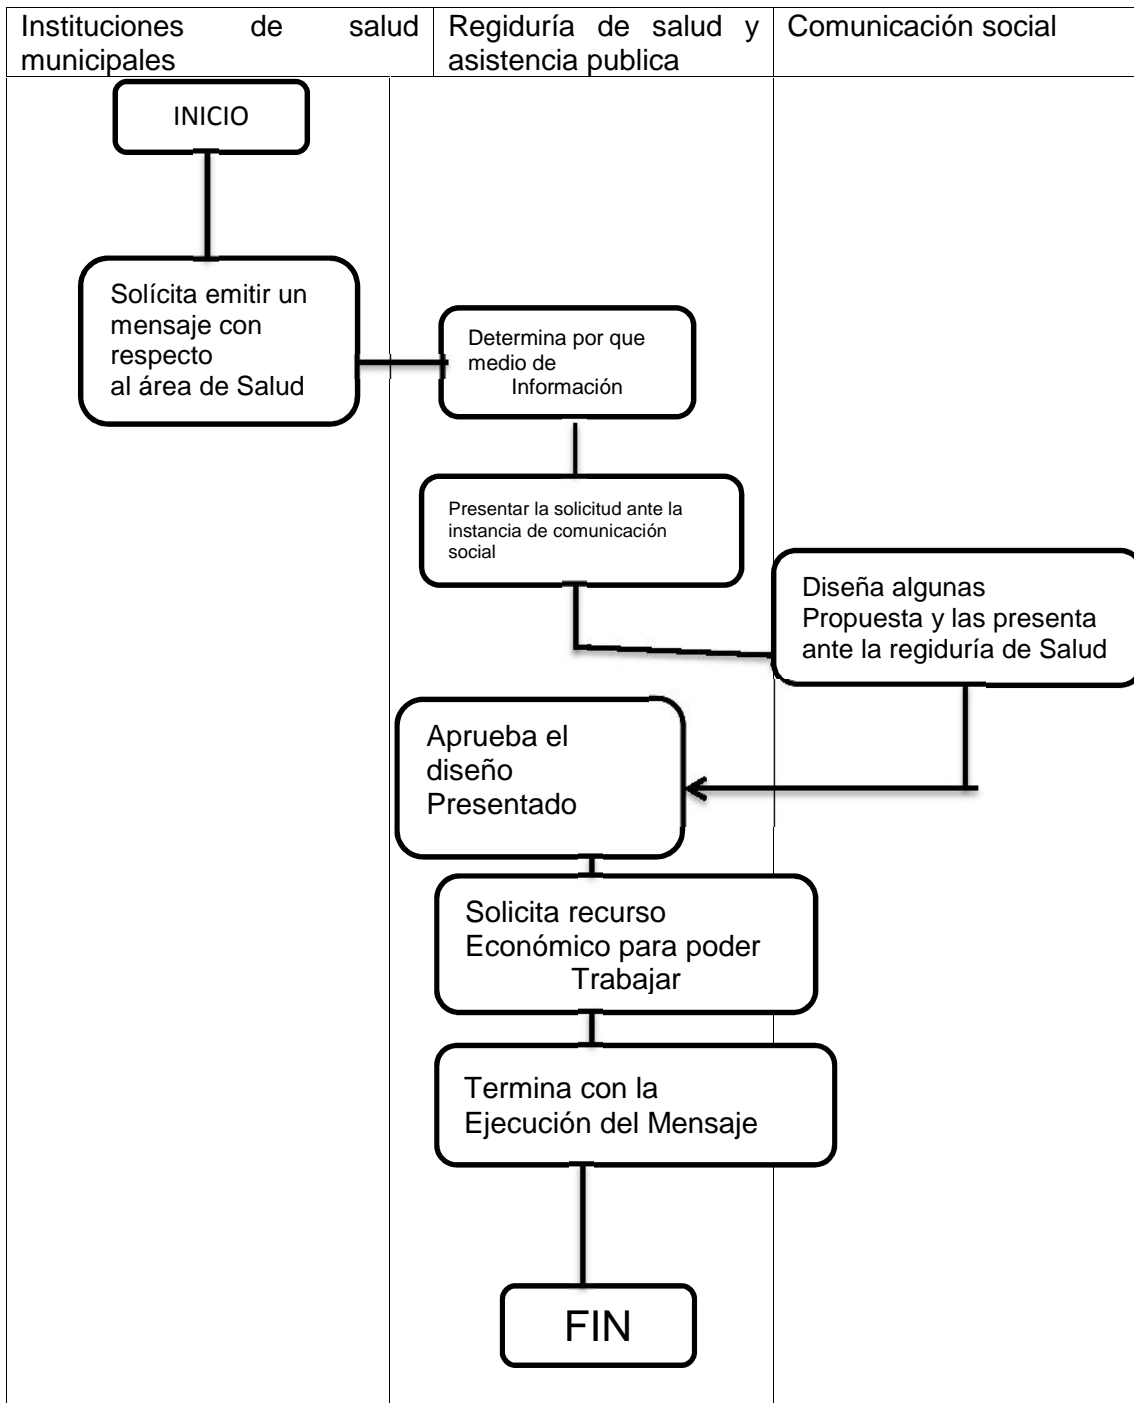 Instituciones de salud
municipales
Regiduría de salud y
asistencia publica
Comunicación social
INICIO
Solícita emitir un
mensaje con
respecto
al área de Salud
Determina por que
medio de
Información
Presentar la solicitud ante la
instancia de comunicación
social
Diseña algunas
Propuesta y las presenta
ante la regiduría de Salud
Aprueba el
diseño
Presentado
Solicita recurso
Económico para poder
Trabajar
Termina con la
Ejecución del Mensaje
FIN